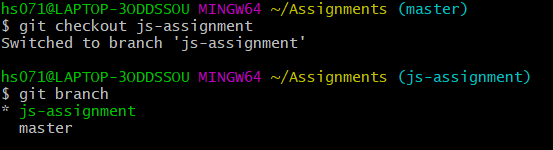 hs071@LAPTOP-3ODDSSOU MINGW64 ~/Assignments (master)
$ git checkout js-assignment
Switched to branch 'js-assignment'
hs071@LAPTOP-3ODDSSOU MINGW64 ~/Assignments (js-assignment)
$ git branch
* js-assignment
  master